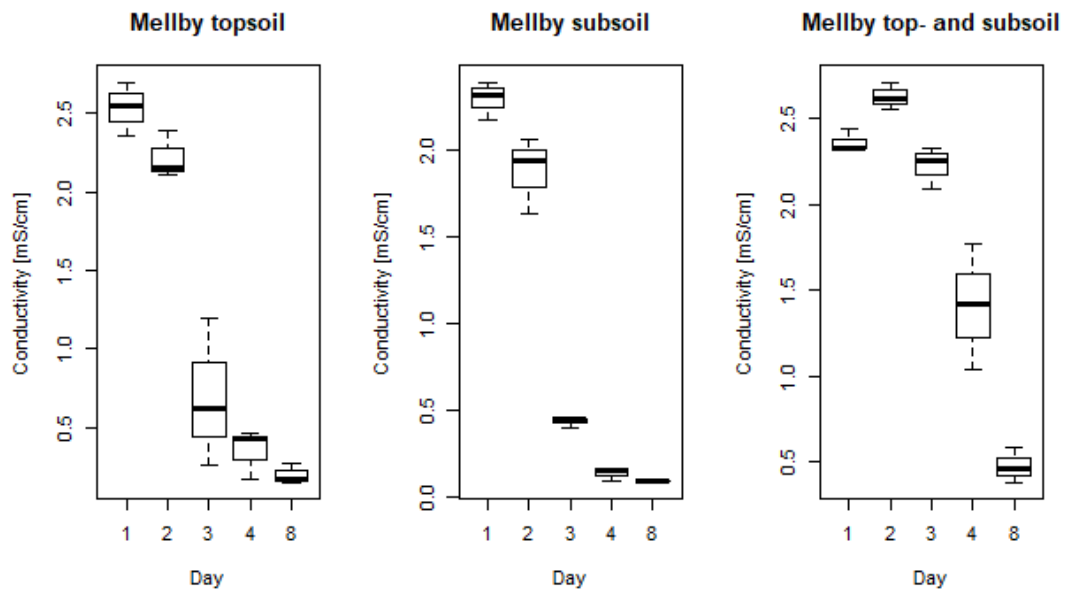 Mellby topsoil
Conductivity [mS/cm]
2.5
2.0
1.5
1.0
0.5
1 2 3 4 8
Day
Mellby subsoil
Conductivity [mS/cm]
2.0
1.5
1.0
0.5
0.0
1 2 3 4 8
Day
Mellby top- and subsoil
Conductivity [mS/cm]
2.5
2.0
1.5
1.0
0.5
1 2 3 4 8
Day